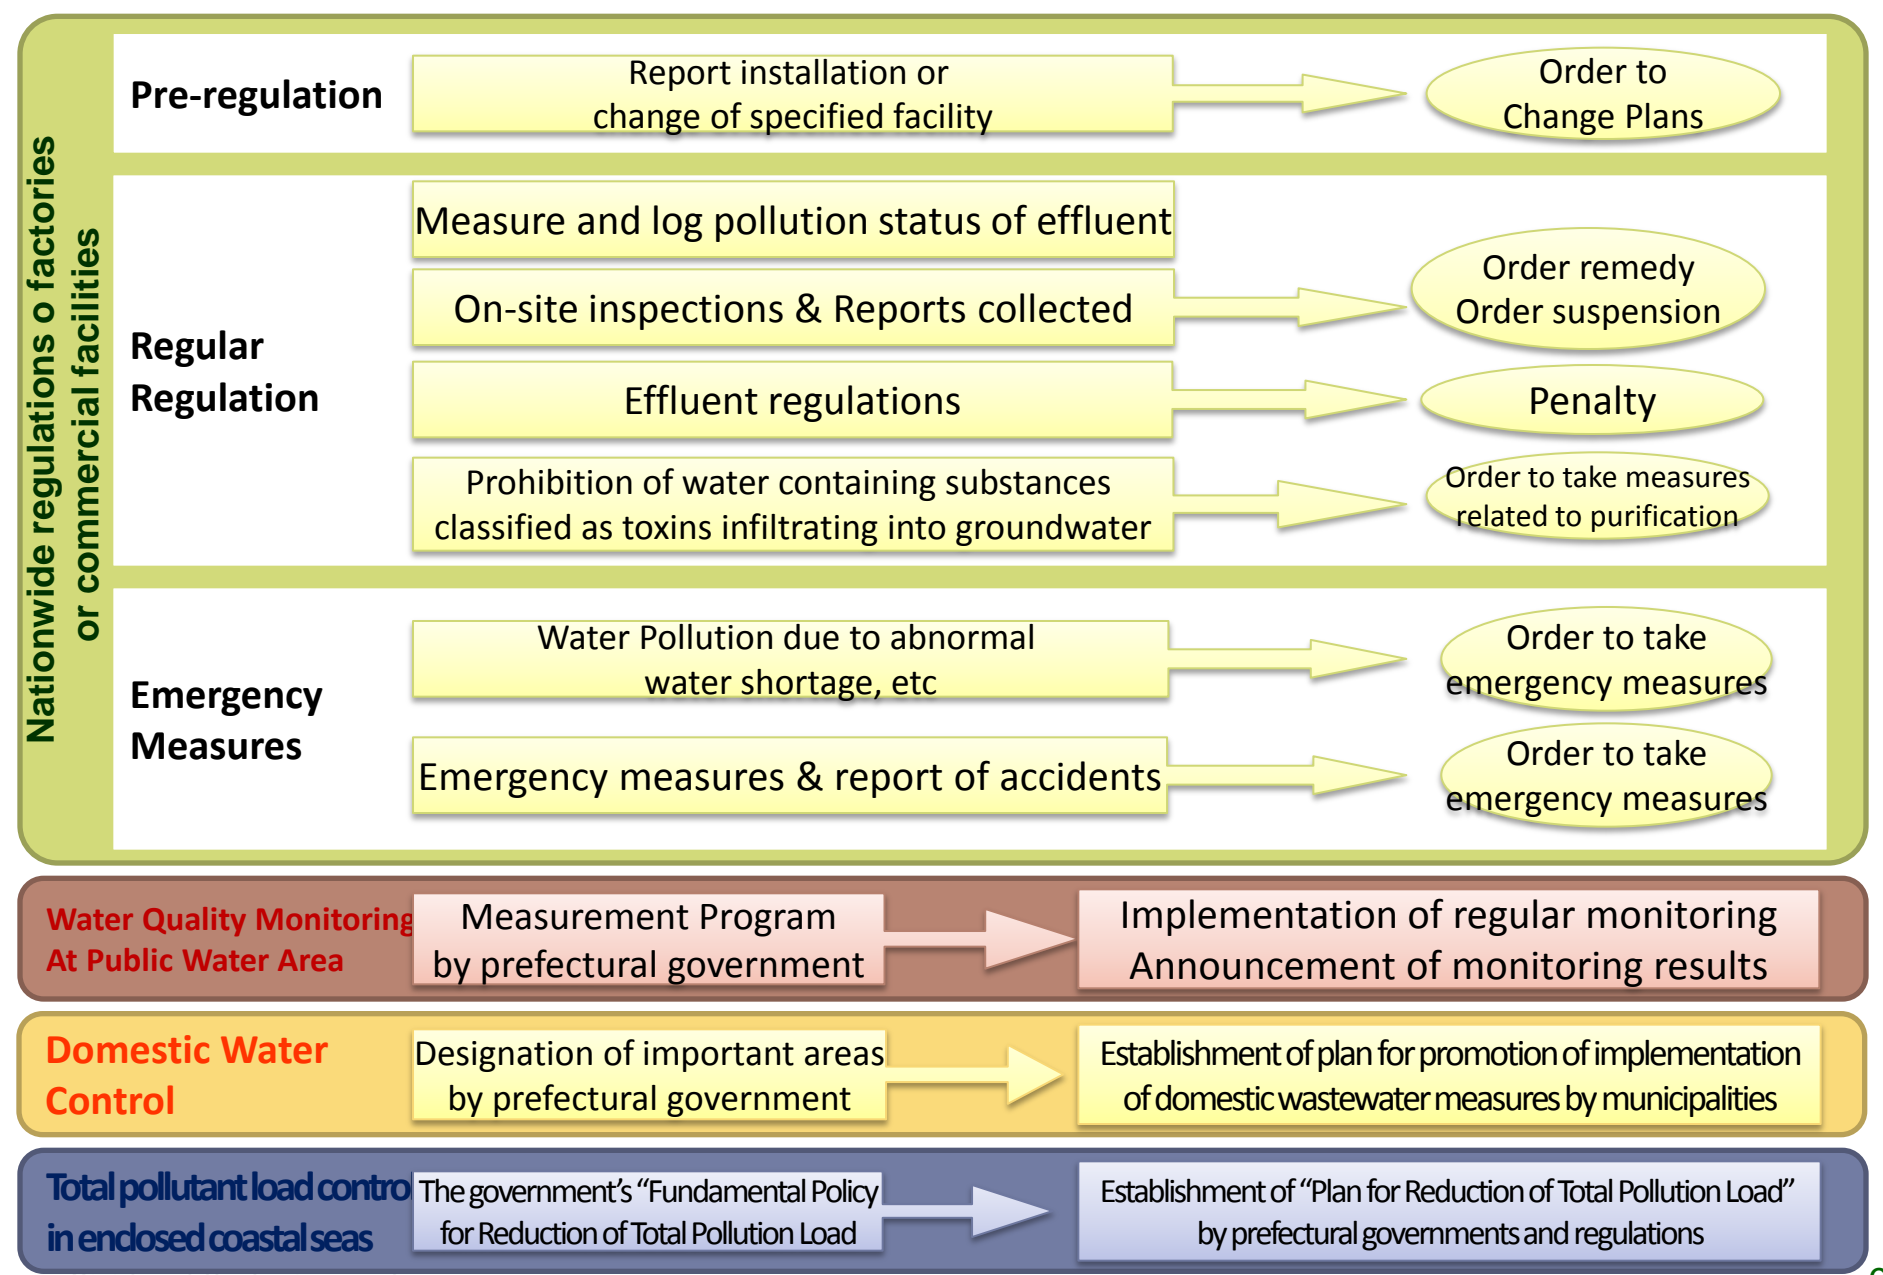 Nationwide regulations o factories
or commercial facilities
Pre-regulation
Report installation or
change of specified facility
Order to
Change Plans
Regular
Regulation
Measure and log pollution status of effluent
On-site inspections & Reports collected
Order remedy
Order suspension
Effluent regulations
Penalty
Prohibition of water containing substances
classified as toxins infiltrating into groundwater
Order to take measures
related to purification
Emergency
Measures
Water Pollution due to abnormal
water shortage, etc
Order to take
emergency measures
Emergency measures & report of accidents
Order to take
emergency measures
Water Quality Monitoring
At Public Water Area
Measurement Program
by prefectural government
Implementation of regular monitoring
Announcement of monitoring results
Domestic Water
Control
Designation of important areas
by prefectural government
Establishment of plan for promotion of implementation
of domestic wastewater measures by municipalities
Total pollutant load contro
in enclosed coastal seas
The government's “Fundamental Policy
for Reduction of Total Pollution Load
Establishment of “Plan for Reduction of Total Pollution Load”
by prefectural governments and regulations